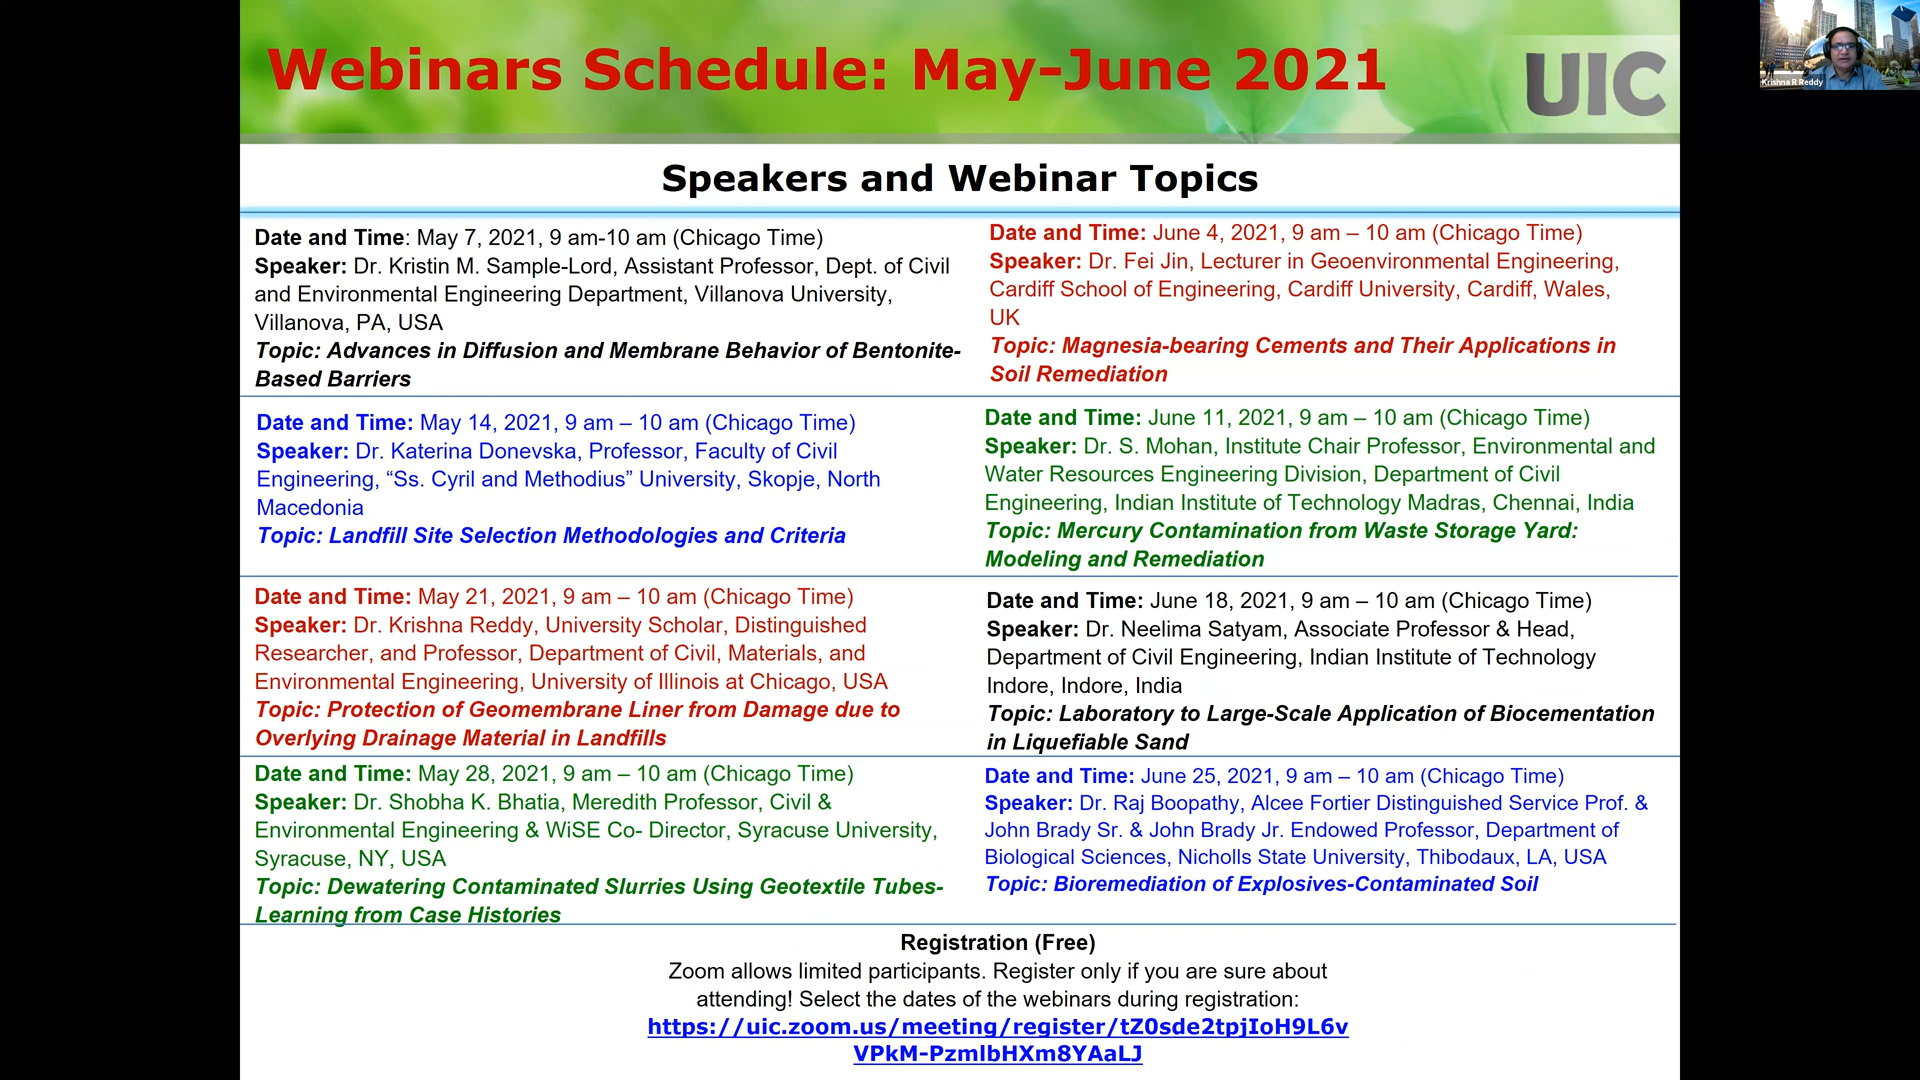 Webinars Schedule: May-June 2021
UIC
Krishna R Reddy
Speakers and Webinar Topics
Date and Time: May 7, 2021, 9 am-10 am (Chicago Time)
Speaker: Dr. Kristin M. Sample-Lord, Assistant Professor, Dept. of Civil
and Environmental Engineering Department, Villanova University,
Villanova, PA, USA
Topic: Advances in Diffusion and Membrane Behavior of Bentonite-
Based Barriers
Date and Time: May 14, 2021, 9 am – 10 am (Chicago Time)
Speaker: Dr. Katerina Donevska, Professor, Faculty of Civil
Engineering, “Ss. Cyril and Methodius” University, Skopje, North
Macedonia
Topic: Landfill Site Selection Methodologies and Criteria
Date and Time: May 21, 2021, 9 am – 10 am (Chicago Time)
Speaker: Dr. Krishna Reddy, University Scholar, Distinguished
Researcher, and Professor, Department of Civil, Materials, and
Environmental Engineering, University of Illinois at Chicago, USA
Topic: Protection of Geomembrane Liner from Damage due to
Overlying Drainage Material in Landfills
Date and Time: May 28, 2021, 9 am – 10 am (Chicago Time)
Speaker: Dr. Shobha K. Bhatia, Meredith Professor, Civil &
Environmental Engineering & WiSE Co- Director, Syracuse University,
Syracuse, NY, USA
Topic: Dewatering Contaminated Slurries Using Geotextile Tubes-
Learning from Case Histories
Date and Time: June 4, 2021, 9 am – 10 am (Chicago Time)
Speaker: Dr. Fei Jin, Lecturer in Geoenvironmental Engineering,
Cardiff School of Engineering, Cardiff University, Cardiff, Wales,
UK
Topic: Magnesia-bearing Cements and Their Applications in
Soil Remediation
Date and Time: June 11, 2021, 9 am – 10 am (Chicago Time)
Speaker: Dr. S. Mohan, Institute Chair Professor, Environmental and
Water Resources Engineering Division, Department of Civil
Engineering, Indian Institute of Technology Madras, Chennai, India
Topic: Mercury Contamination from Waste Storage Yard:
Modeling and Remediation
Date and Time: June 18, 2021, 9 am – 10 am (Chicago Time)
Speaker: Dr. Neelima Satyam, Associate Professor & Head,
Department of Civil Engineering, Indian Institute of Technology
Indore, Indore, India
Topic: Laboratory to Large-Scale Application of Biocementation
in Liquefiable Sand
Date and Time: June 25, 2021, 9 am – 10 am (Chicago Time)
Speaker: Dr. Raj Boopathy, Alcee Fortier Distinguished Service Prof. &
John Brady Sr. & John Brady Jr. Endowed Professor, Department of
Biological Sciences, Nicholls State University, Thibodaux, LA, USA
Topic: Bioremediation of Explosives-Contaminated Soil
Registration (Free)
Zoom allows limited participants. Register only if you are sure about
attending! Select the dates of the webinars during registration:
https://uic.zoom.us/meeting/register/tZ0sde2tpjIoH9L6v
VPkM-PzmlbHXm8YAaLJ